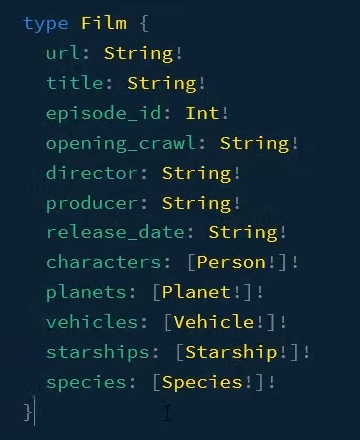 type Film {
url: String!
title: String!
episode_id: Int!
opening_crawl: String!
director: String!
producer: String!
release_date: String!
characters: [Person!]!
planets: [Planet!]!
vehicles: [Vehicle!]!
starships: [Starship!]!
species: [Species!]!
}